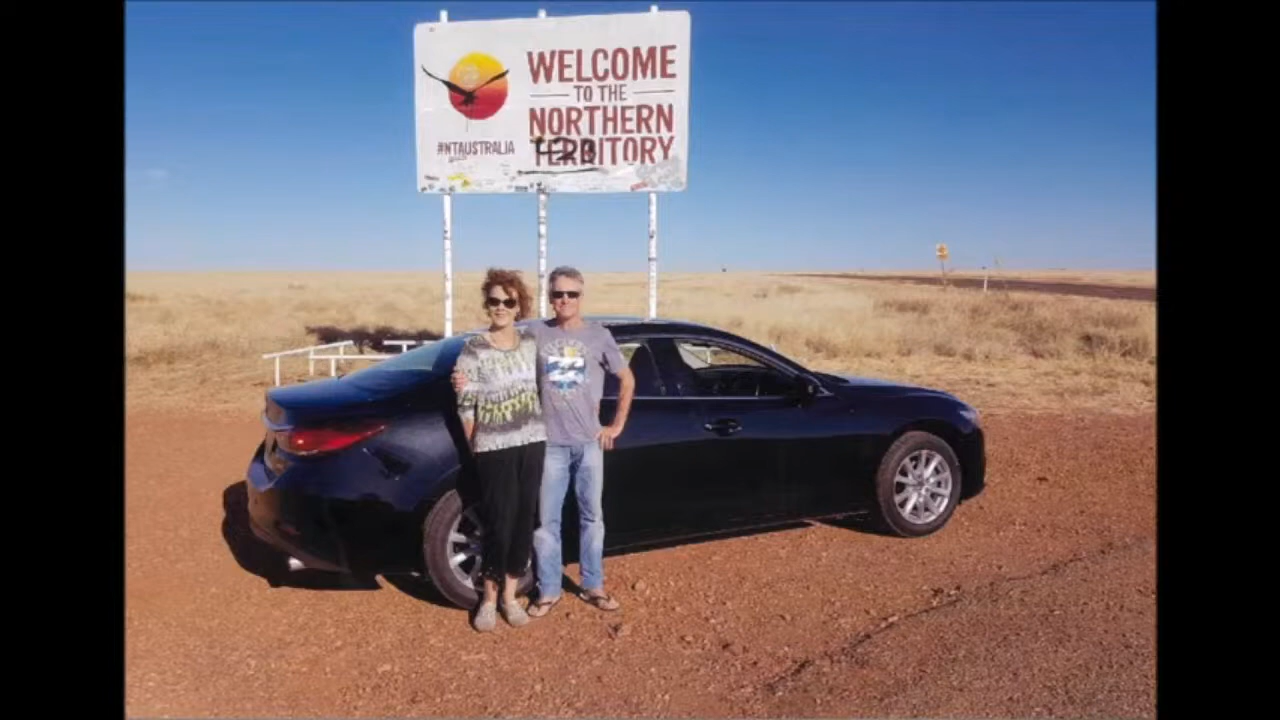 WELCOME
TO THE
NORTHERN
TERRITORY
#NTAUSTRALIA